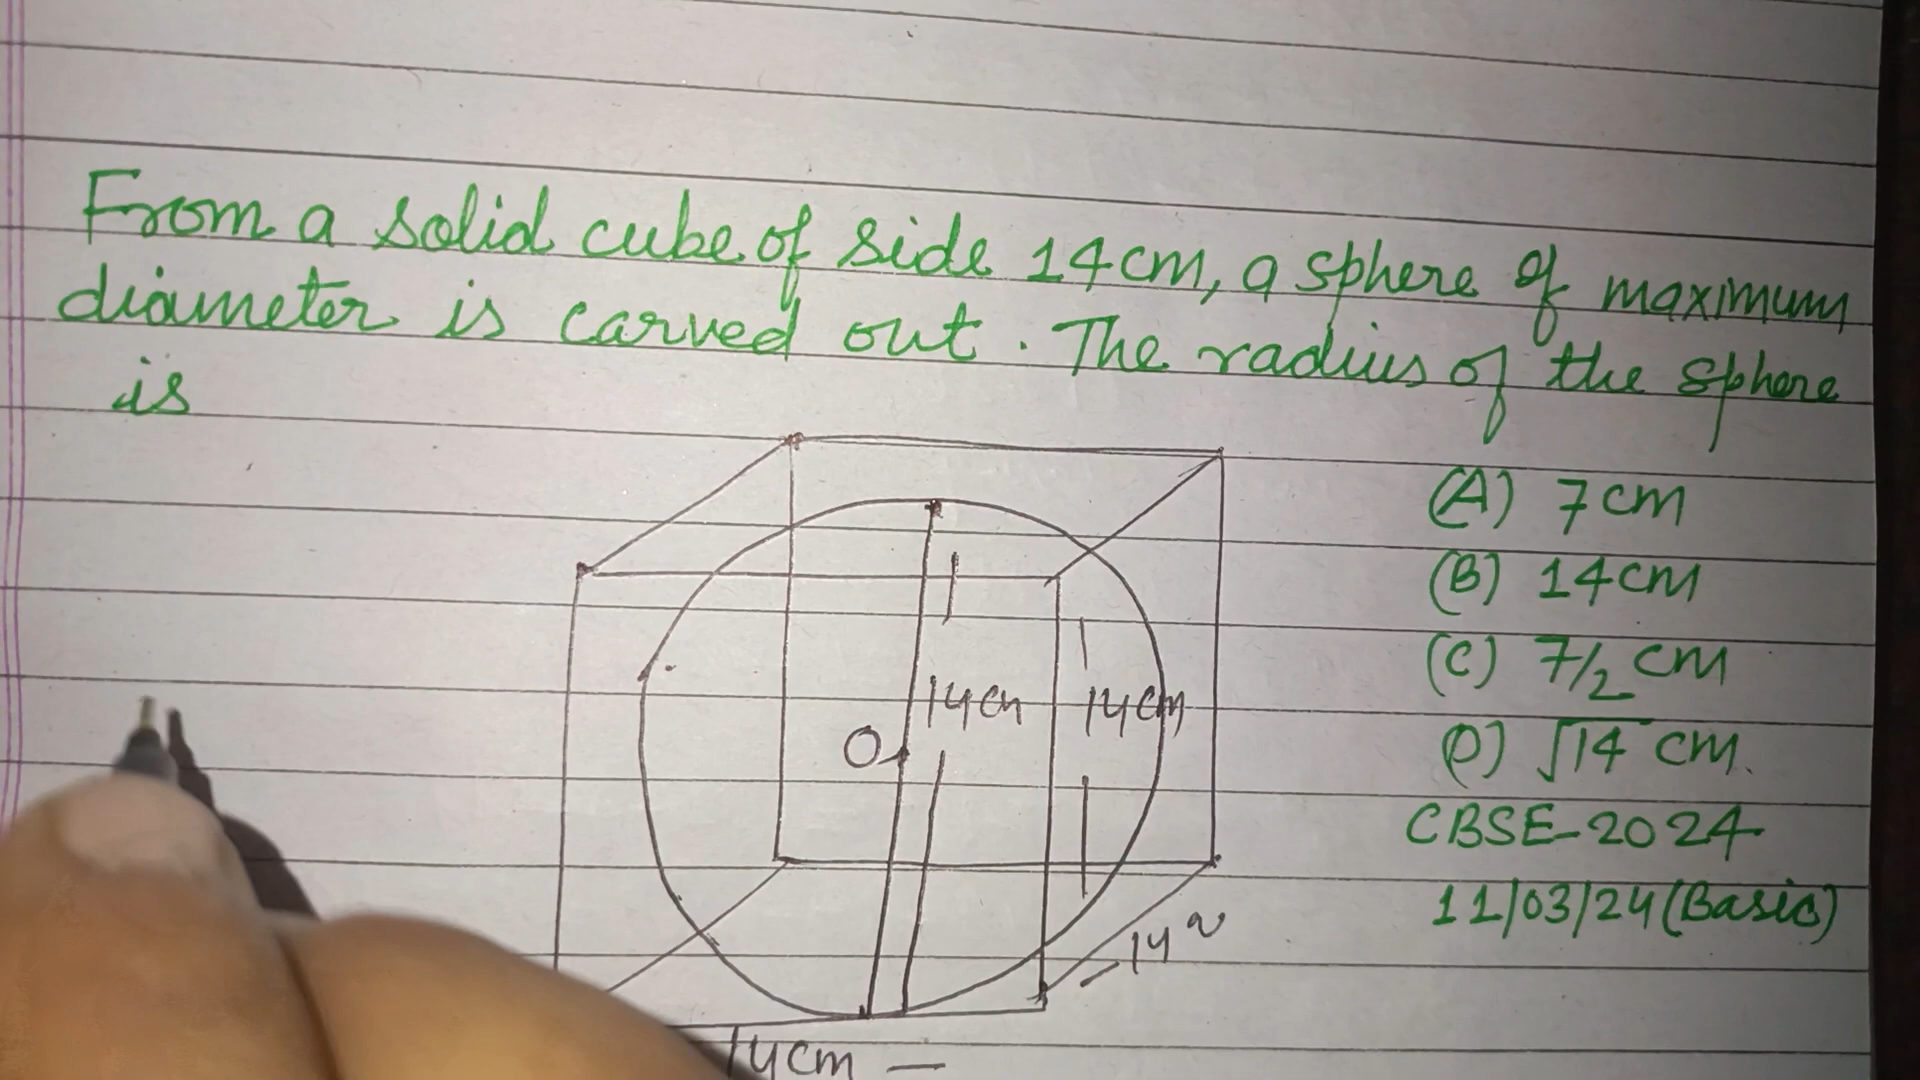 From a solid cube of side 14cm, a sphere of maximum
diameter is carved out. The radius of the sphere
is
(A) 7cm
(B) 14cm
(C) 7/2 cm
(D) √14 cm.
CBSE-2024
11/03/24 (Basic)
14cm
14cm
O
14
14cm